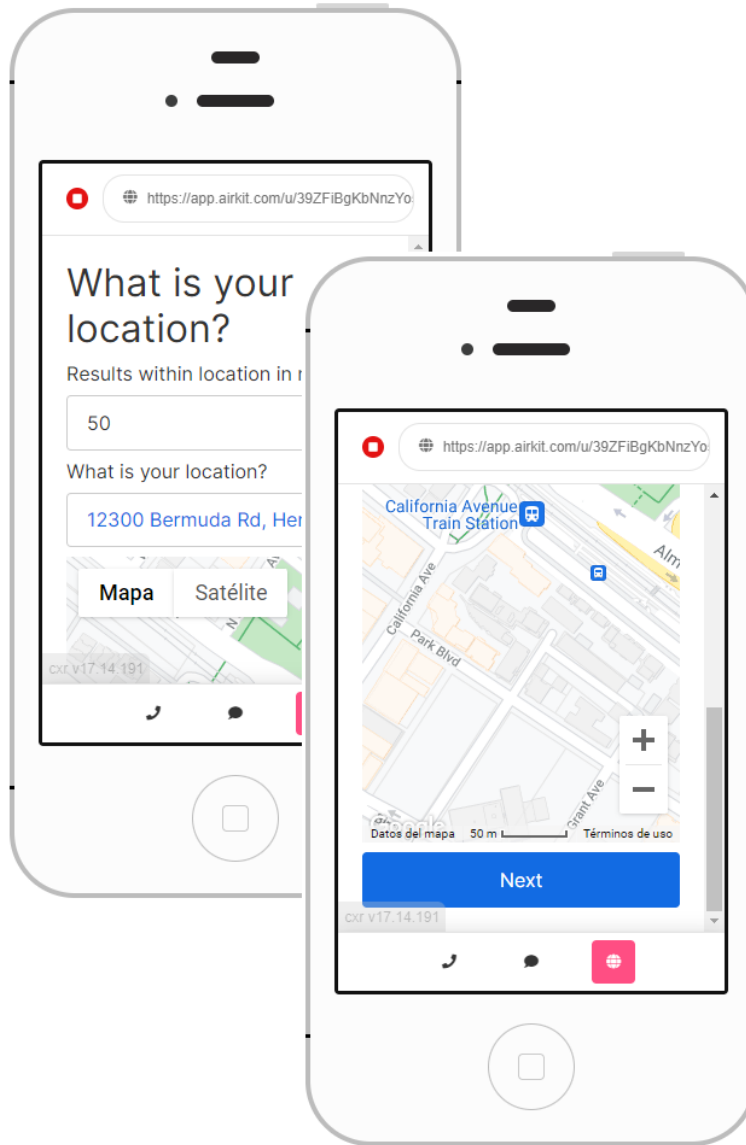 https://app.airkit.com/u/39ZFiBgKbNnzYo
What is your
location?
Results within location in
50
What is your location?
12300 Bermuda Rd,
Mapa
Satélite
N
cxr v17.14.191
https://app.airkit.com/u/39ZFiBgKbNnzYo
California Avenue
Train Station
California Ave
Park Blvd
Grant Ave
Google
Datos del mapa
50 m
Términos de uso
Next
cxr v17.14.191